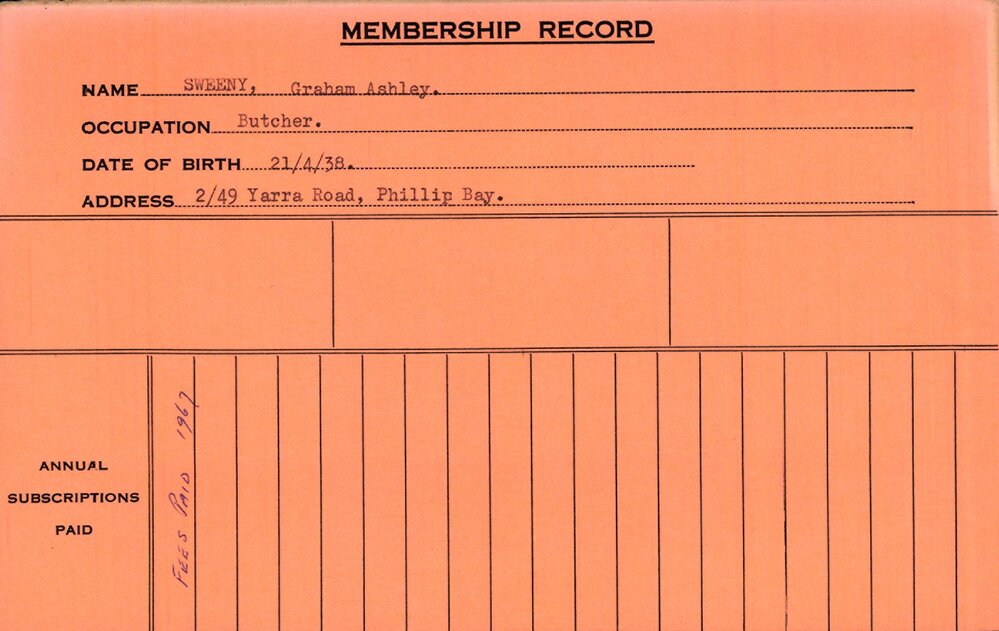 MEMBERSHIP RECORD
NAME SWEENY, Graham Ashley.
OCCUPATION Butcher.
DATE OF BIRTH 21/4/38.
ADDRESS 2/49 Yarra Road, Phillip Bay.
ANNUAL
SUBSCRIPTIONS
PAID
FEES PAID 1967